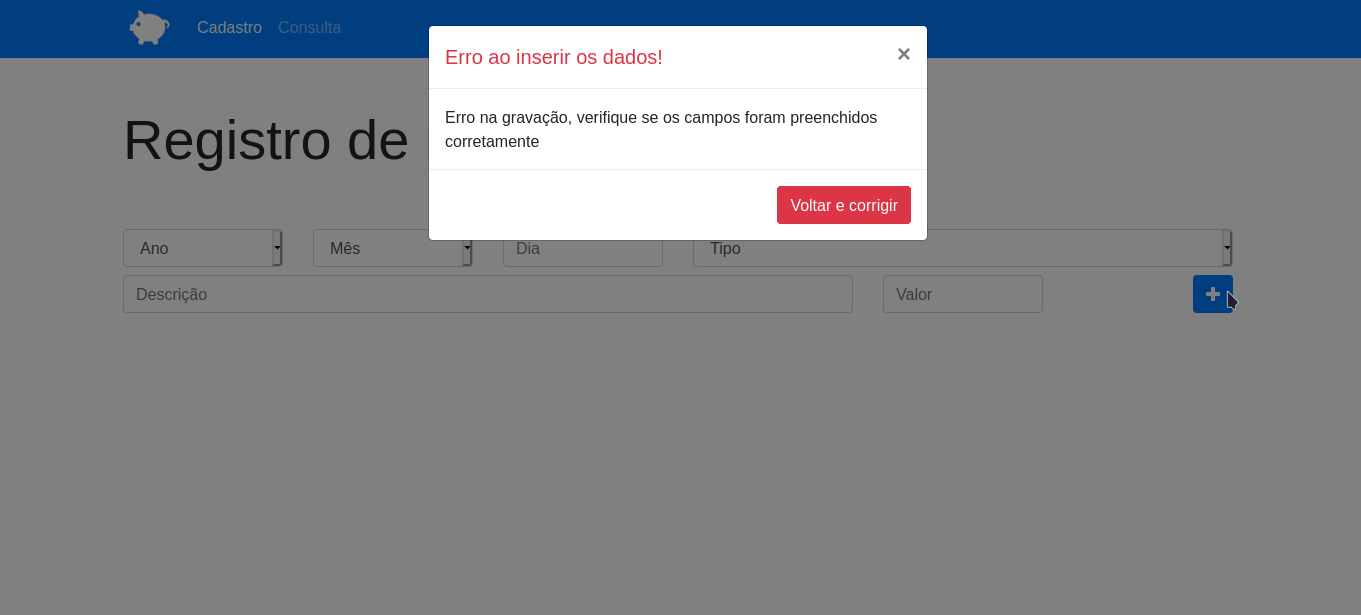 Cadastro Consulta
Erro ao inserir os dados!
×
Registro de
Erro na gravação, verifique se os campos foram preenchidos
corretamente
Voltar e corrigir
Ano Mês Dia Tipo
Descrição Valor